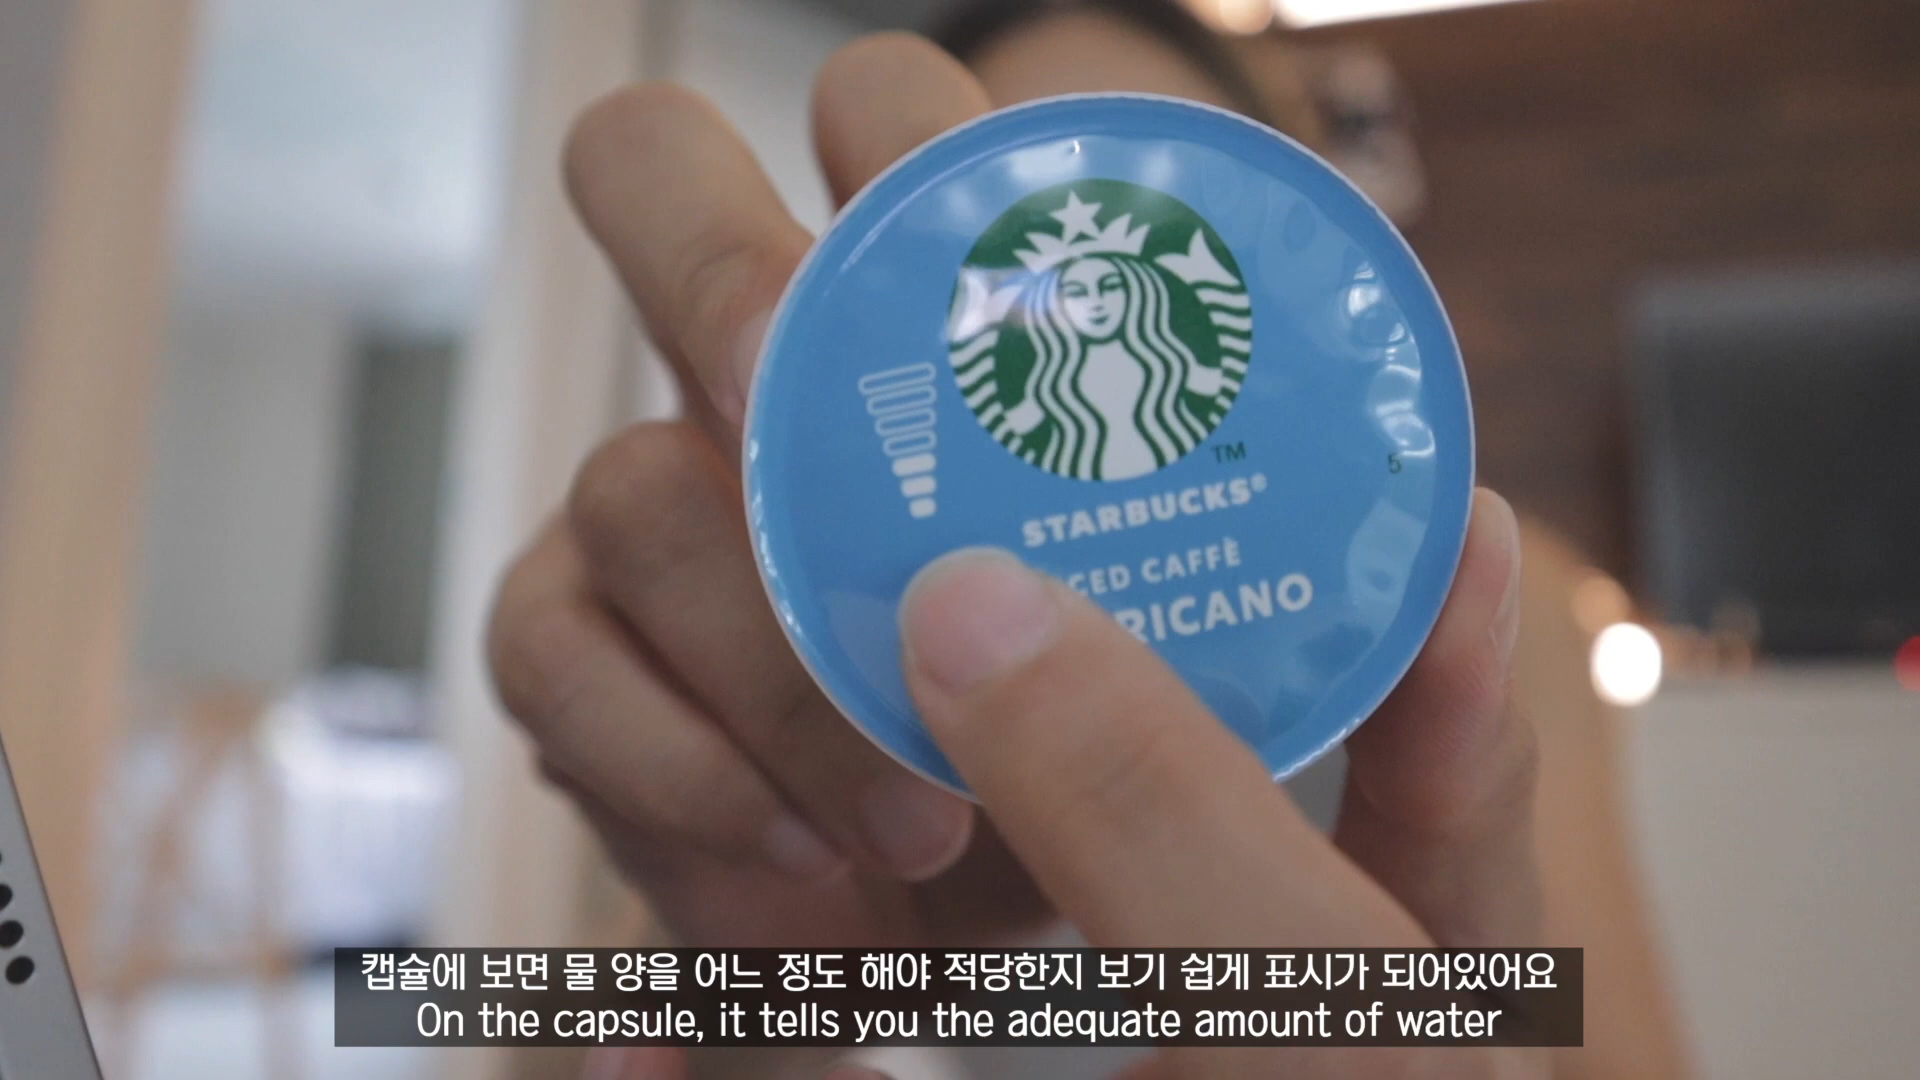 TM
5
STARBUCKS®
CED CAFFÈ
RICANO
캡슐에 보면 물 양을 어느 정도 해야 적당한지 보기 쉽게 표시가 되어있어요
On the capsule, it tells you the adequate amount of water